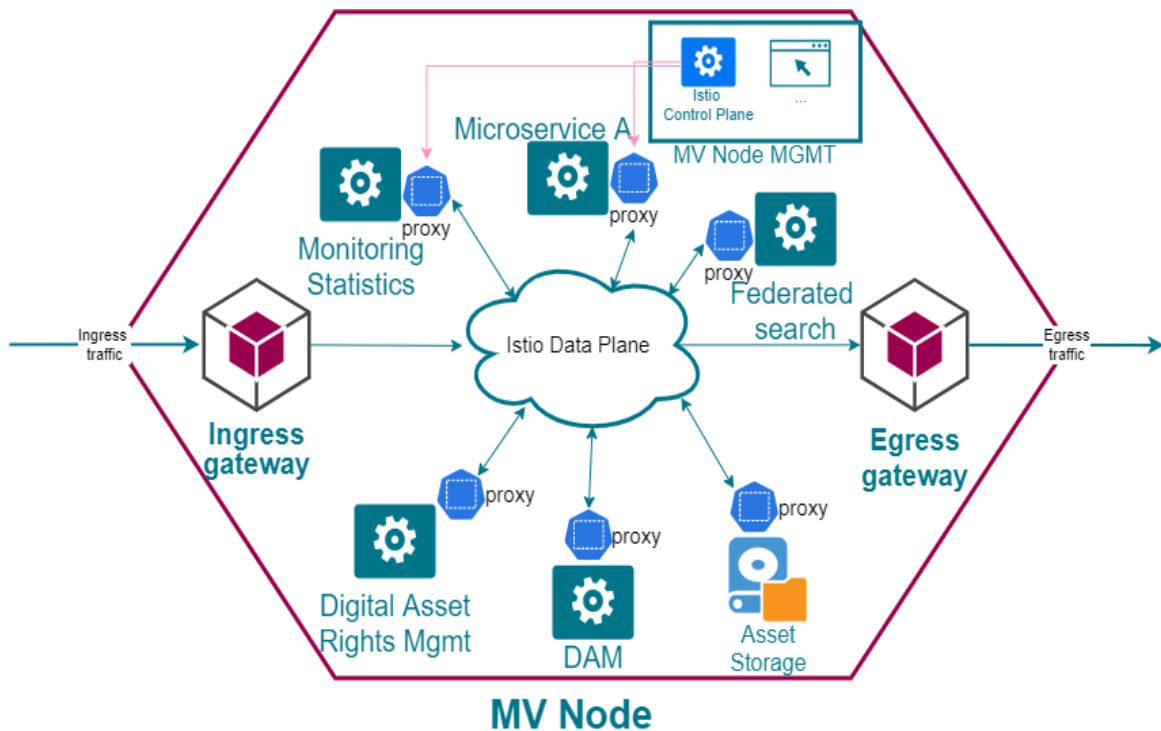 Istio
Control Plane
...
MV Node MGMT
Microservice A
proxy
proxy
Monitoring
Statistics
proxy
Federated
search
Ingress
traffic
Istio Data Plane
Egress
traffic
Ingress
gateway
Egress
gateway
proxy
proxy
proxy
Digital Asset
Rights Mgmt
DAM
Asset
Storage
MV Node